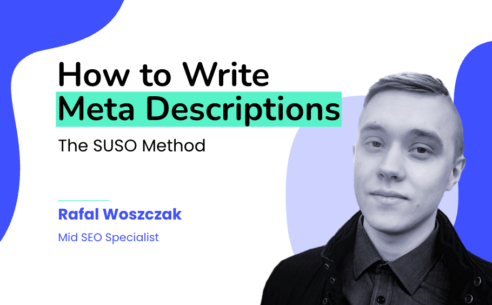 How to Write
Meta Descriptions
The SUSO Method
Rafal Woszczak
Mid SEO Specialist